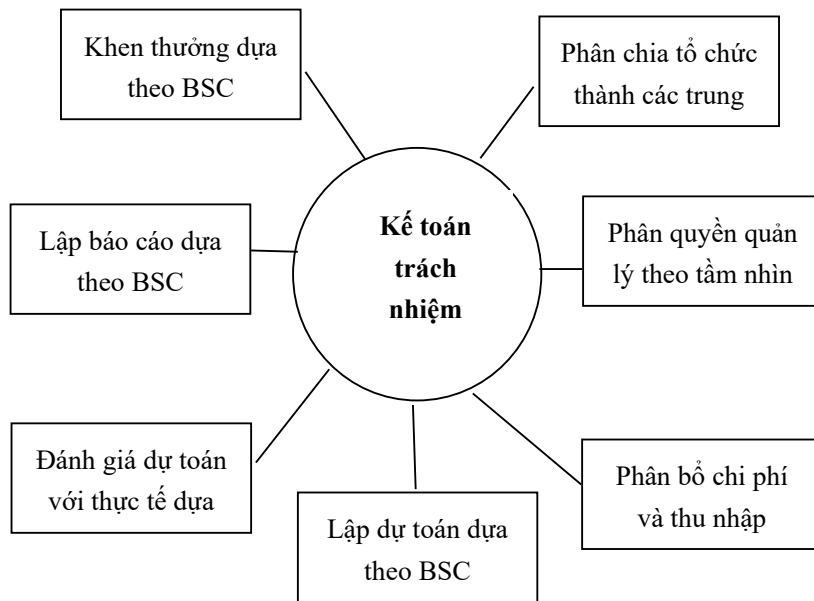 Khen thưởng dựa
theo BSC
Phân chia tổ chức
thành các trung
Kế toán
trách
nhiệm
Lập báo cáo dựa
theo BSC
Phân quyền quản
lý theo tầm nhìn
Đánh giá dự toán
với thực tế dựa
Lập dự toán dựa
theo BSC
Phân bổ chi phí
và thu nhập